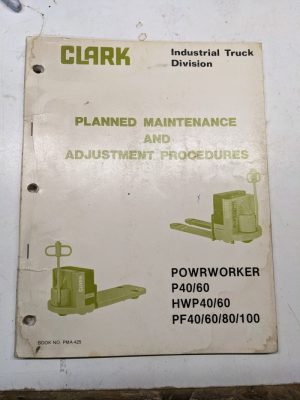 CLARK
Industrial Truck
Division
PLANNED MAINTENANCE
AND
ADJUSTMENT PROCEDURES
POWRWORKER
P40/60
HWP40/60
PF40/60/80/100
BOOK NO. PMA 425